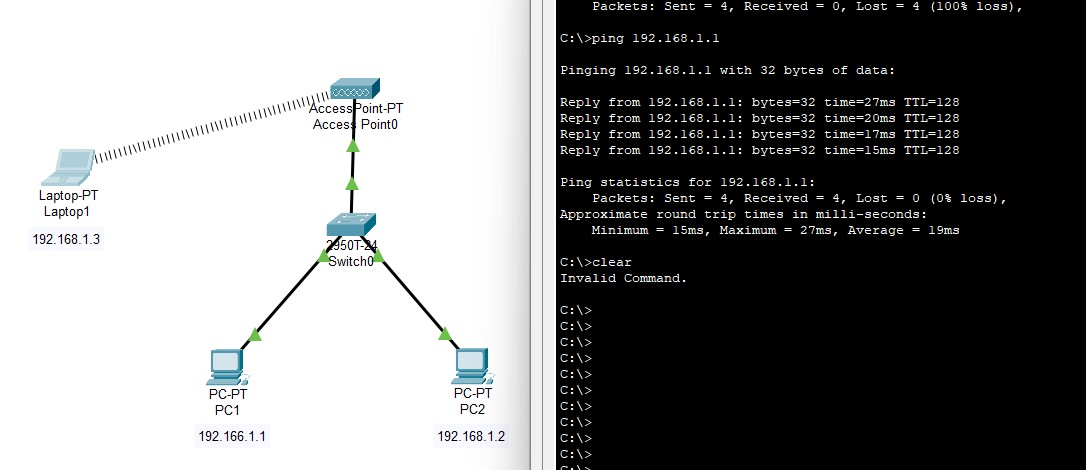 AccessPoint-PT
Access Point0
Laptop-PT
Laptop1
192.168.1.3
2950T-24
Switch0
PC-PT
PC1
192.166.1.1
PC-PT
PC2
192.168.1.2
Packets: Sent = 4, Received = 0, Lost = 4 (100% loss),
C:\>ping 192.168.1.1
Pinging 192.168.1.1 with 32 bytes of data:
Reply from 192.168.1.1: bytes=32 time=27ms TTL=128
Reply from 192.168.1.1: bytes=32 time=20ms TTL=128
Reply from 192.168.1.1: bytes=32 time=17ms TTL=128
Reply from 192.168.1.1: bytes=32 time=15ms TTL=128
Ping statistics for 192.168.1.1:
Packets: Sent = 4, Received = 4, Lost = 0 (0% loss),
Approximate round trip times in milli-seconds:
Minimum = 15ms, Maximum = 27ms, Average = 19ms
C:\>clear
Invalid Command.
C:\>
C:\>
C:\>
C:\>
C:\>
C:\>
C:\>
C:\>
C:\>
C:\>
C:\>